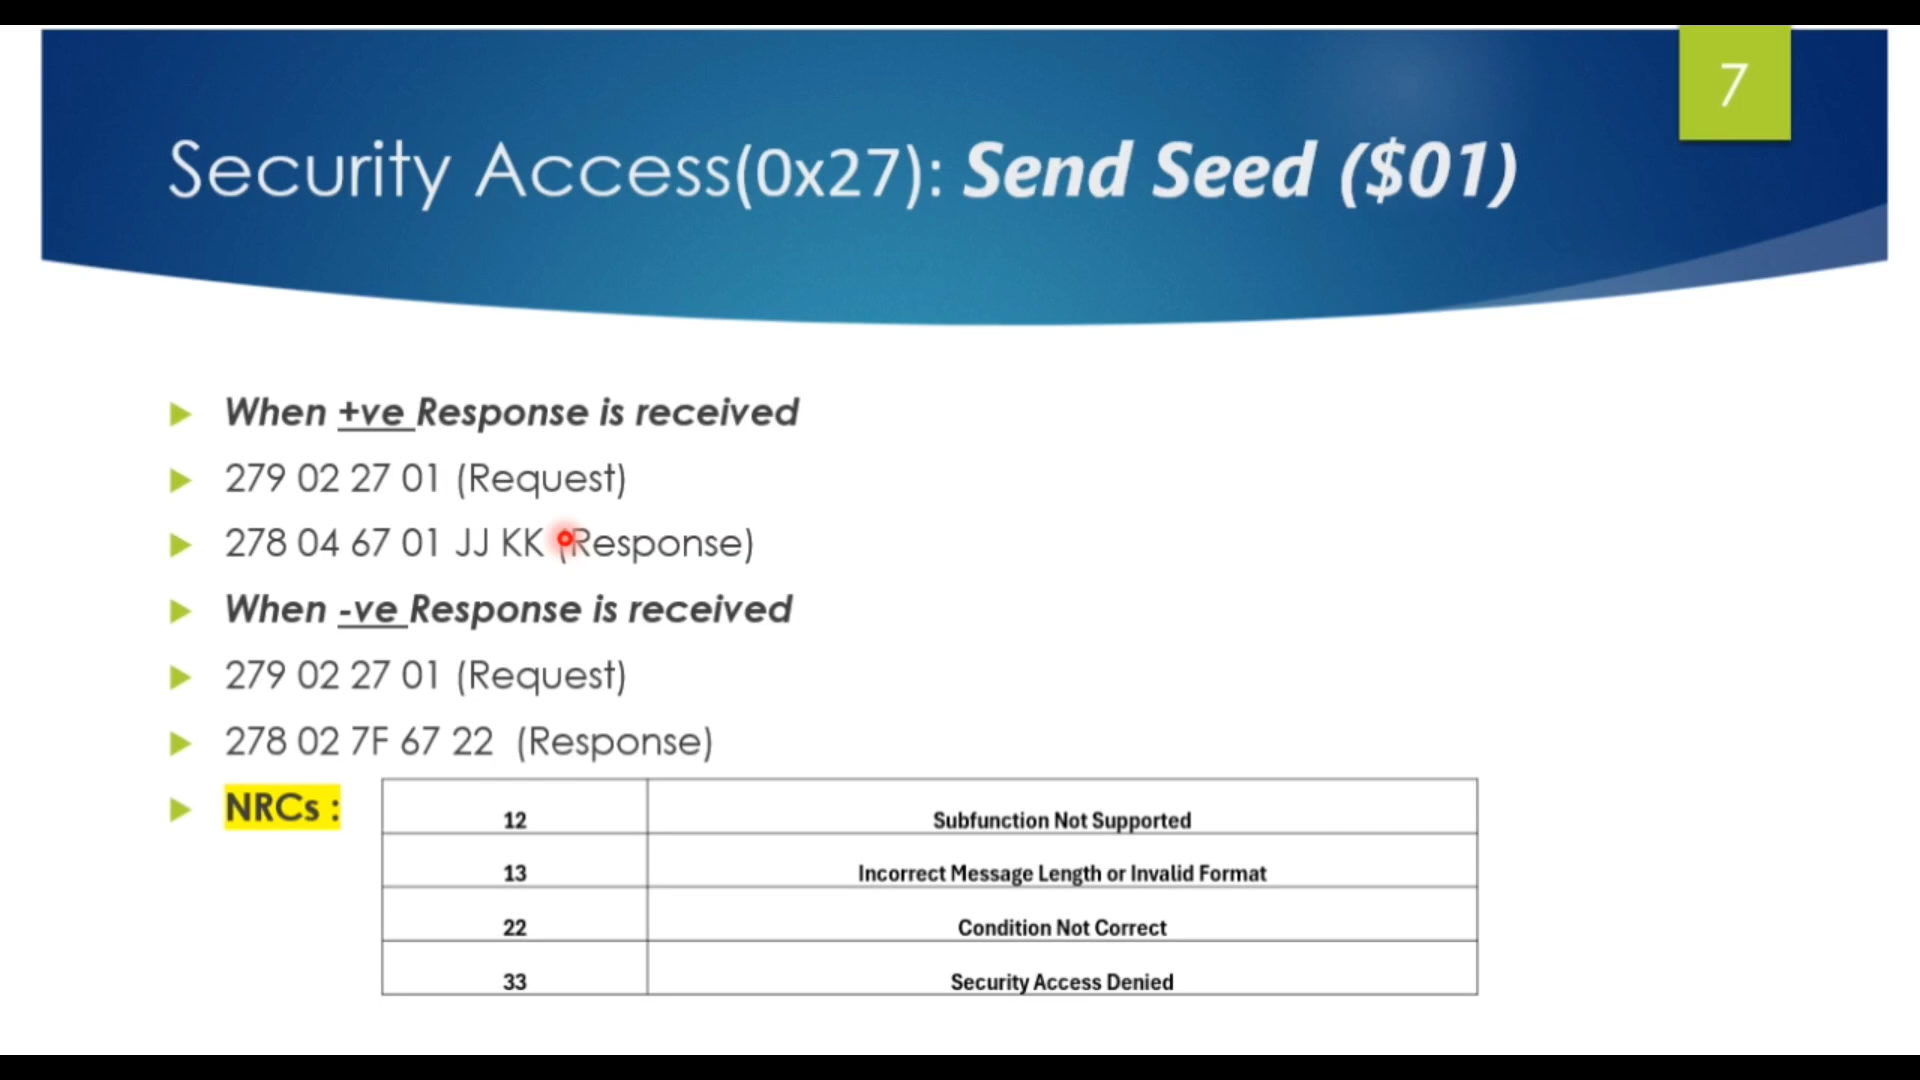 7
Security Access(0x27): Send Seed ($01)
When +ve Response is received
279 02 27 01 (Request)
278 04 67 01 JJ KK (Response)
When -ve Response is received
279 02 27 01 (Request)
278 02 7F 67 22 (Response)
NRCs :
12 Subfunction Not Supported
13 Incorrect Message Length or Invalid Format
22 Condition Not Correct
33 Security Access Denied